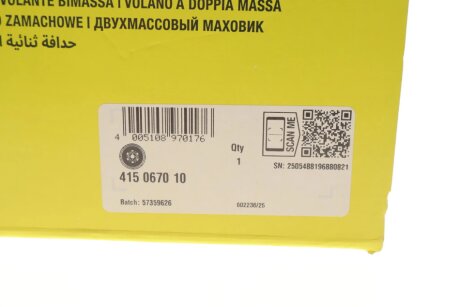 VOLANTE BIMASSA I VOLANO A DOPPIA MASSA
O ZAMACHOWE I ДВУХМАССОВЫЙ МАХОВИК
حدافة ثنائية
4 005108 970176
Qty
1
SCAN ME
SN: 2505488196880821
415 0670 10
Batch: 57359626
002236/25